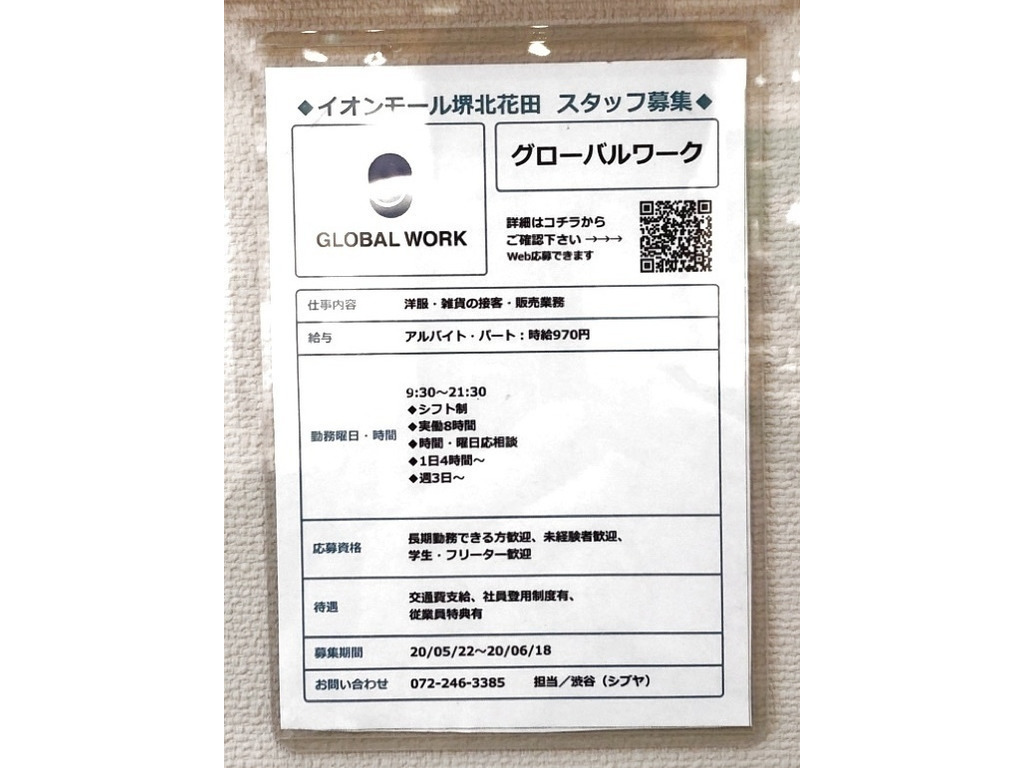 ◆イオンモール堺北花田 スタッフ募集◆
GLOBAL WORK
グローバルワーク
詳細はコチラから
ご確認下さい →→→
Web応募できます
仕事内容 洋服・雑貨の接客・販売業務
給与 アルバイト・パート：時給970円
勤務曜日・時間
9:30～21:30
◆シフト制
◆実働8時間
◆時間・曜日応相談
◆1日4時間～
◆週3日～
応募資格
長期勤務できる方歓迎、未経験者歓迎、
学生・フリーター歓迎
待遇
交通費支給、社員登用制度有、
従業員特典有
募集期間 20/05/22～20/06/18
お問い合わせ 072-246-3385 担当／渋谷（シブヤ）